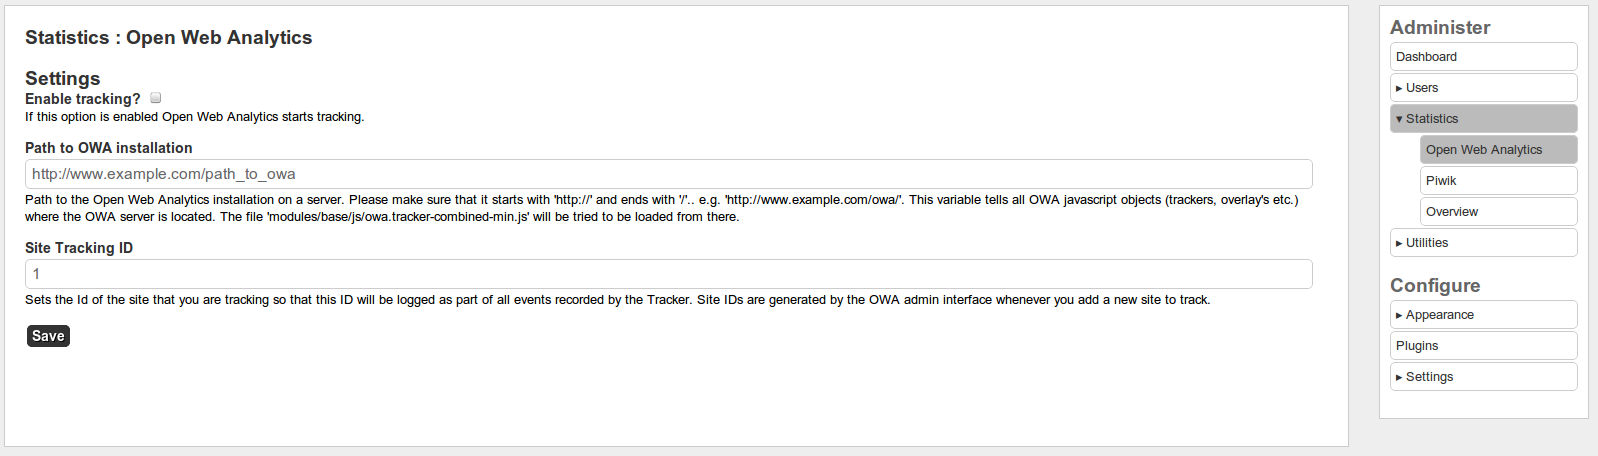 Statistics : Open Web Analytics
Settings
Enable tracking?
If this option is enabled Open Web Analytics starts tracking.
Path to OWA installation
http://www.example.com/path_to_owa
Path to the Open Web Analytics installation on a server. Please make sure that it starts with 'http://' and ends with '/'.. e.g. 'http://www.example.com/owa/'. This variable tells all OWA javascript objects (trackers, overlay's etc.)
where the OWA server is located. The file 'modules/base/js/owa.tracker-combined-min.js' will be tried to be loaded from there.
Site Tracking ID
1
Sets the Id of the site that you are tracking so that this ID will be logged as part of all events recorded by the Tracker. Site IDs are generated by the OWA admin interface whenever you add a new site to track.
Save
Administer
Dashboard
▸ Users
▾ Statistics
Open Web Analytics
Piwik
Overview
▸ Utilities
Configure
▸ Appearance
Plugins
▸ Settings